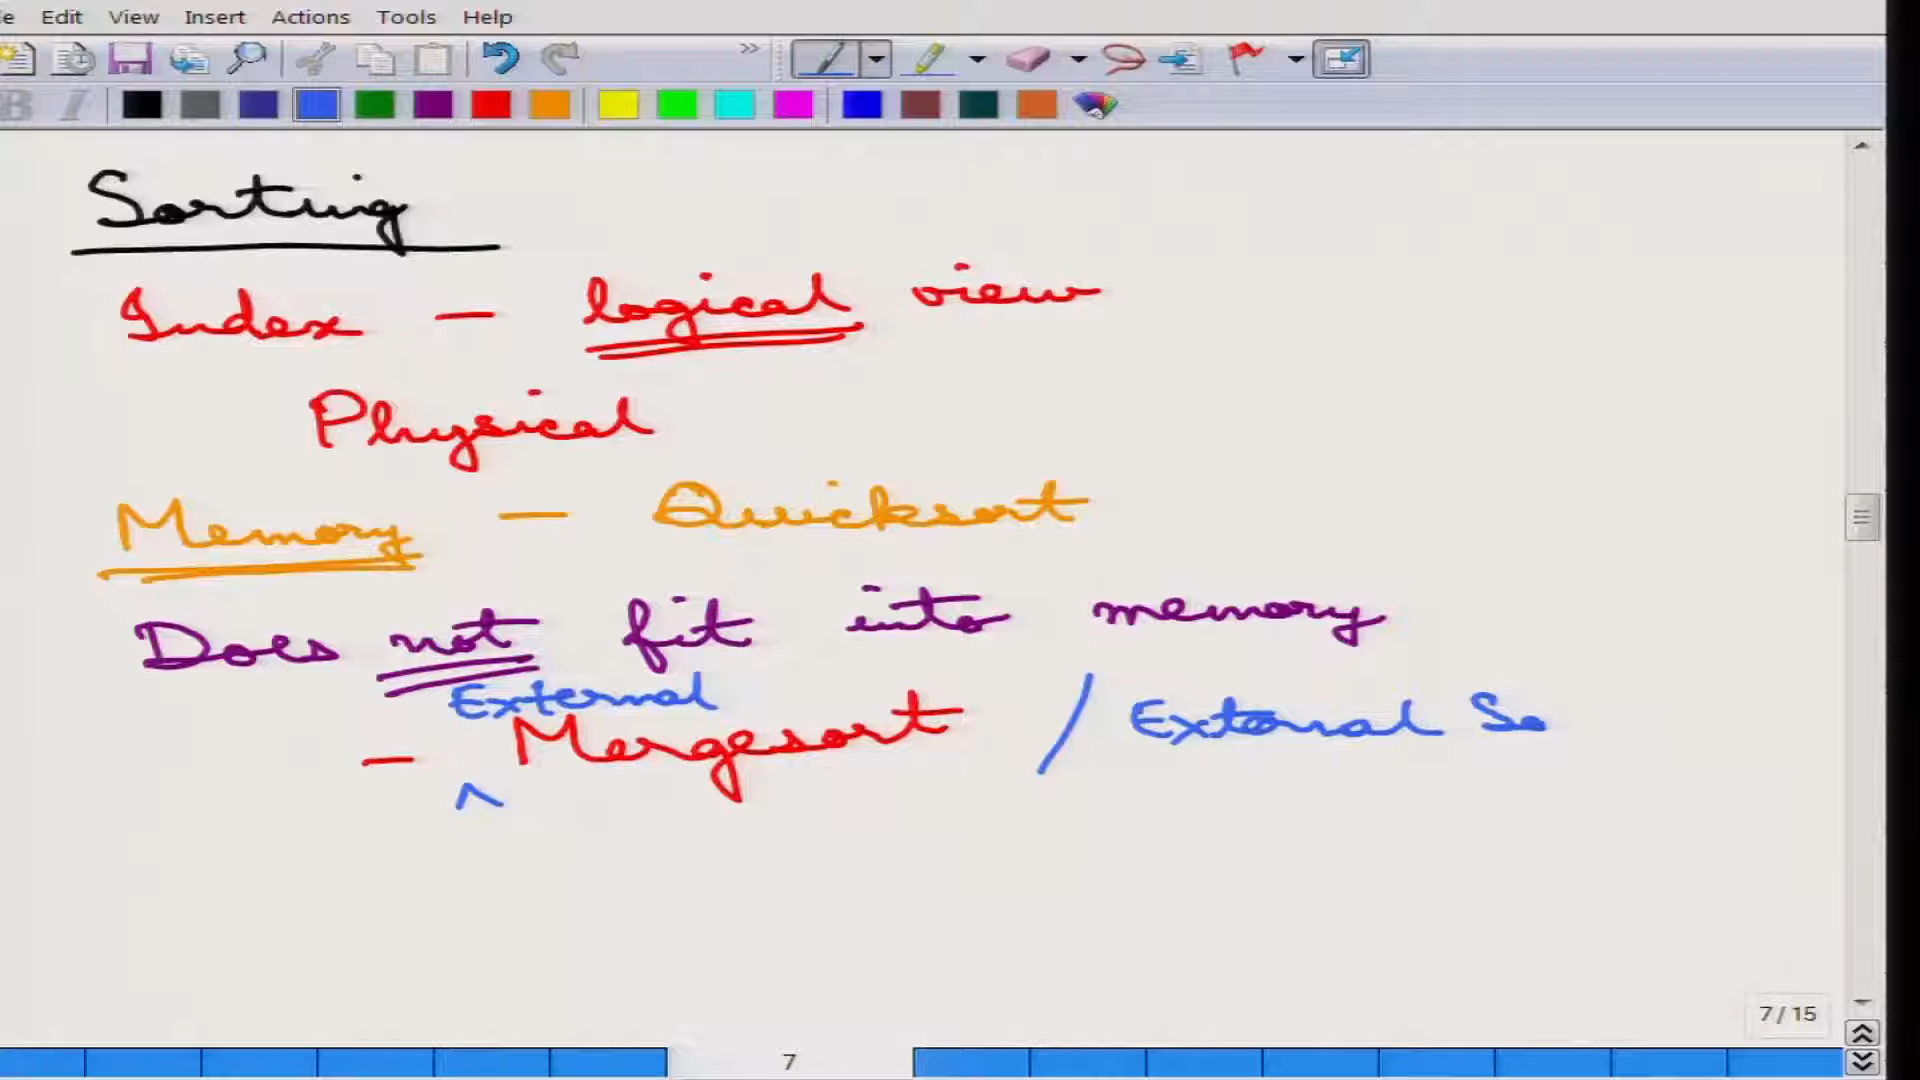 Edit View Insert Actions Tools Help
B I
Sorting
Index - logical view
Physical
Memory - Quicksort
Does not fit into memory
External
- Mergesort / External So
^
7 / 15
7